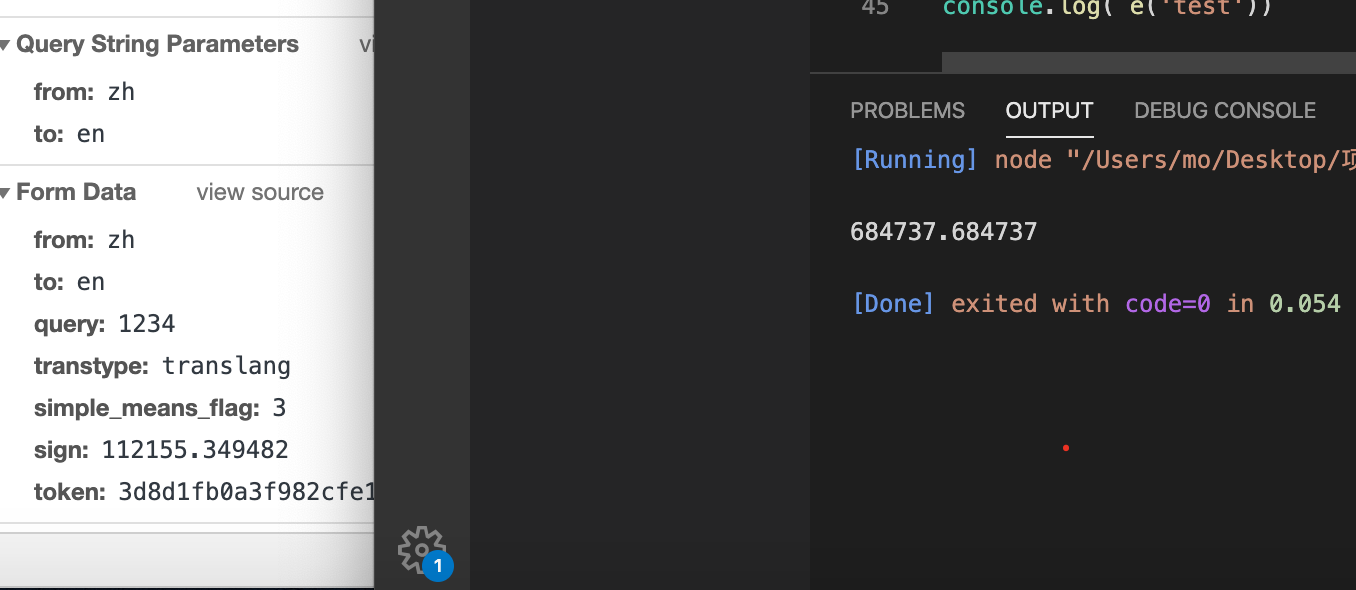 Query String Parameters
from: zh
to: en
Form Data view source
from: zh
to: en
query: 1234
transtype: translang
simple_means_flag: 3
sign: 112155.349482
token: 3d8d1fb0a3f982cfe1
1
45 console.log( e('test'))
PROBLEMS OUTPUT DEBUG CONSOLE
[Running] node "/Users/mo/Desktop/项
684737.684737
[Done] exited with code=0 in 0.054